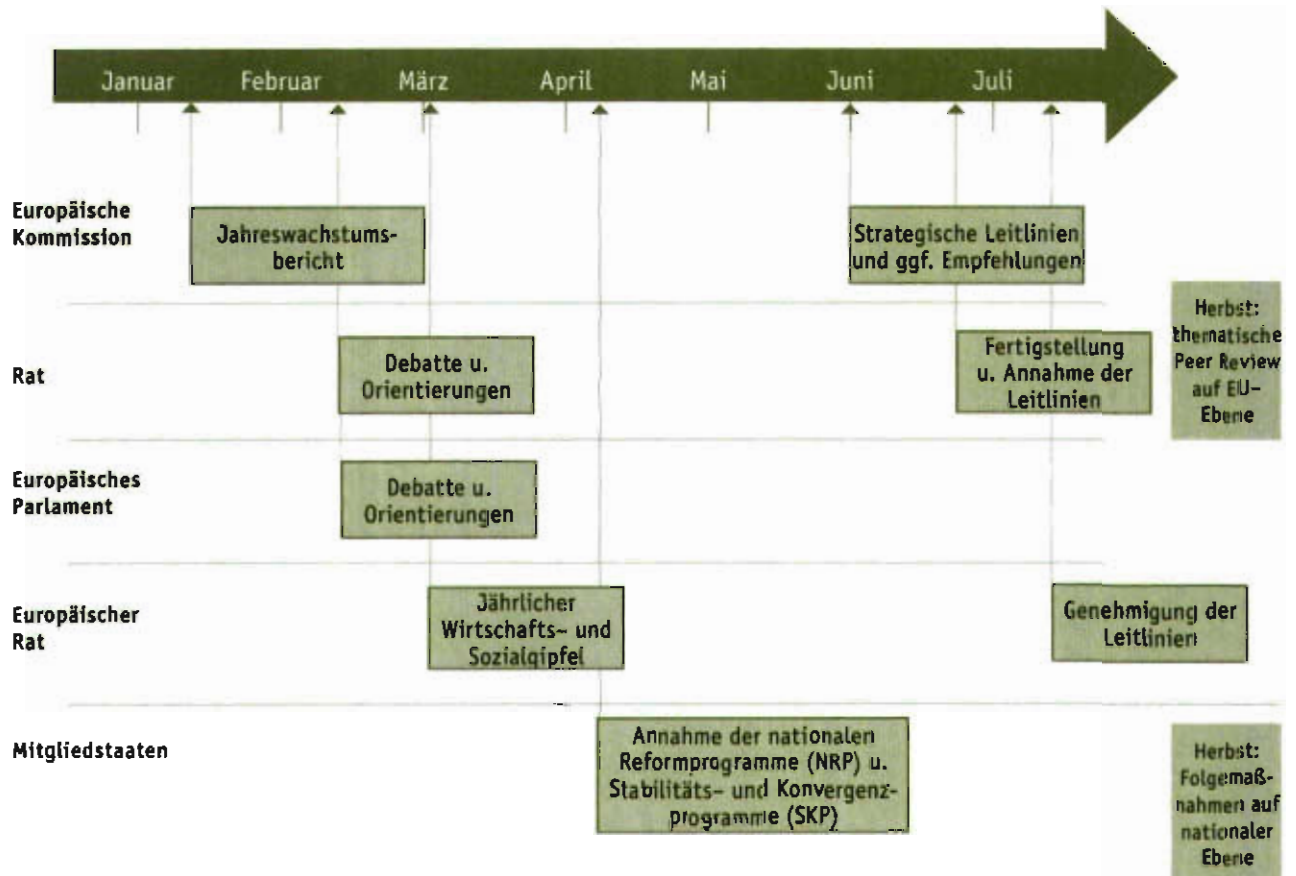 Januar Februar März April Mai Juni Juli
Europäische
Kommission
Jahreswachstums-
bericht
Strategische Leitlinien
und ggf. Empfehlungen
Rat
Debatte u.
Orientierungen
Fertigstellung
u. Annahme der
Leitlinien
Herbst:
thematische
Peer Review
auf EU-
Ebene
Europäisches
Parlament
Debatte u.
Orientierungen
Europäischer
Rat
Jährlicher
Wirtschafts- und
Sozialgipfel
Genehmigung der
Leitlinien
Mitgliedstaaten
Annahme der nationalen
Reformprogramme (NRP) u.
Stabilitäts- und Konvergenz-
programme (SKP)
Herbst:
Folgemaß-
nahmen auf
nationaler
Ebene